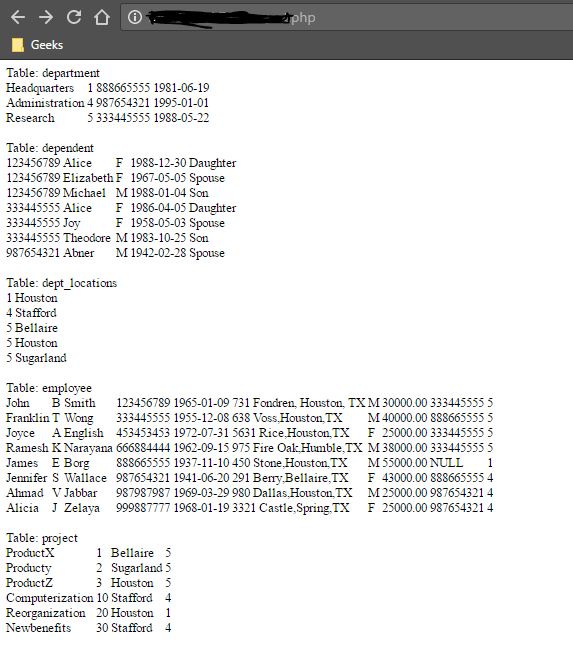 php
Geeks
Table: department
Headquarters 1 888665555 1981-06-19
Administration 4 987654321 1995-01-01
Research 5 333445555 1988-05-22
Table: dependent
123456789 Alice F 1988-12-30 Daughter
123456789 Elizabeth F 1967-05-05 Spouse
123456789 Michael M 1988-01-04 Son
333445555 Alice F 1986-04-05 Daughter
333445555 Joy F 1958-05-03 Spouse
333445555 Theodore M 1983-10-25 Son
987654321 Abner M 1942-02-28 Spouse
Table: dept_locations
1 Houston
4 Stafford
5 Bellaire
5 Houston
5 Sugarland
Table: employee
John B Smith 123456789 1965-01-09 731 Fondren, Houston, TX M 30000.00 333445555 5
Franklin T Wong 333445555 1955-12-08 638 Voss,Houston,TX M 40000.00 888665555 5
Joyce A English 453453453 1972-07-31 5631 Rice,Houston,TX F 25000.00 333445555 5
Ramesh K Narayana 666884444 1962-09-15 975 Fire Oak,Humble,TX M 38000.00 333445555 5
James E Borg 888665555 1937-11-10 450 Stone,Houston,TX M 55000.00 NULL 1
Jennifer S Wallace 987654321 1941-06-20 291 Berry,Bellaire,TX F 43000.00 888665555 4
Ahmad V Jabbar 987987987 1969-03-29 980 Dallas,Houston,TX M 25000.00 987654321 4
Alicia J Zelaya 999887777 1968-01-19 3321 Castle,Spring,TX F 25000.00 987654321 4
Table: project
ProductX 1 Bellaire 5
Producty 2 Sugarland 5
ProductZ 3 Houston 5
Computerization 10 Stafford 4
Reorganization 20 Houston 1
Newbenefits 30 Stafford 4